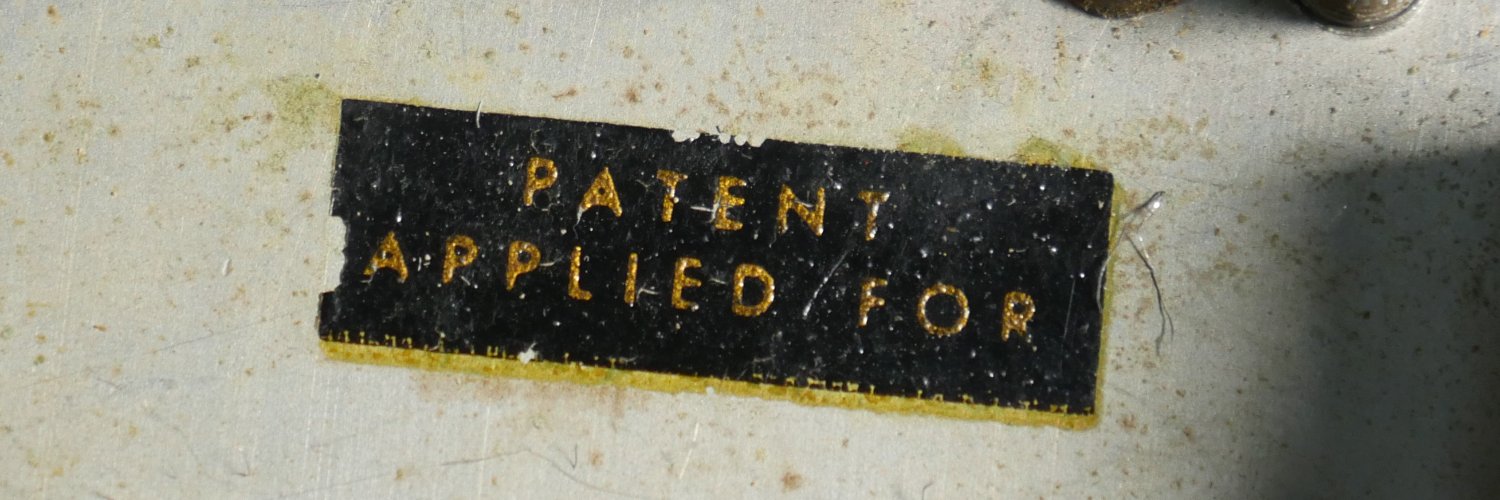 PATENT
APPLIED FOR